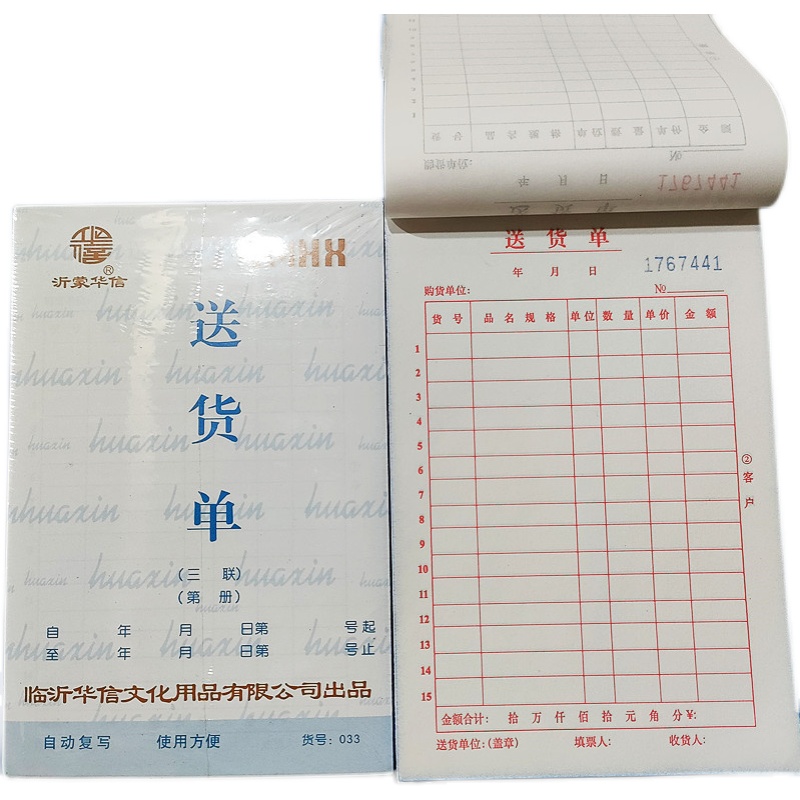 沂蒙华信®
HX
送
货
单
(三 联)
(第 册)
自 年 月 日第 号起
至 年 月 日第 号止
临沂华信文化用品有限公司出品
自动复写 使用方便 货号: 033
huaxin
送 货 单
年 月 日 1767441
购货单位: №
货 号 品 名 规 格 单位 数 量 单价 金 额
1
2
3
4
5
6
7
8
9
10
11
12
13
14
15
②客户
金额合计: 拾 万 仟 佰 拾 元 角 分 ¥:
送货单位:(盖章) 填票人: 收货人: